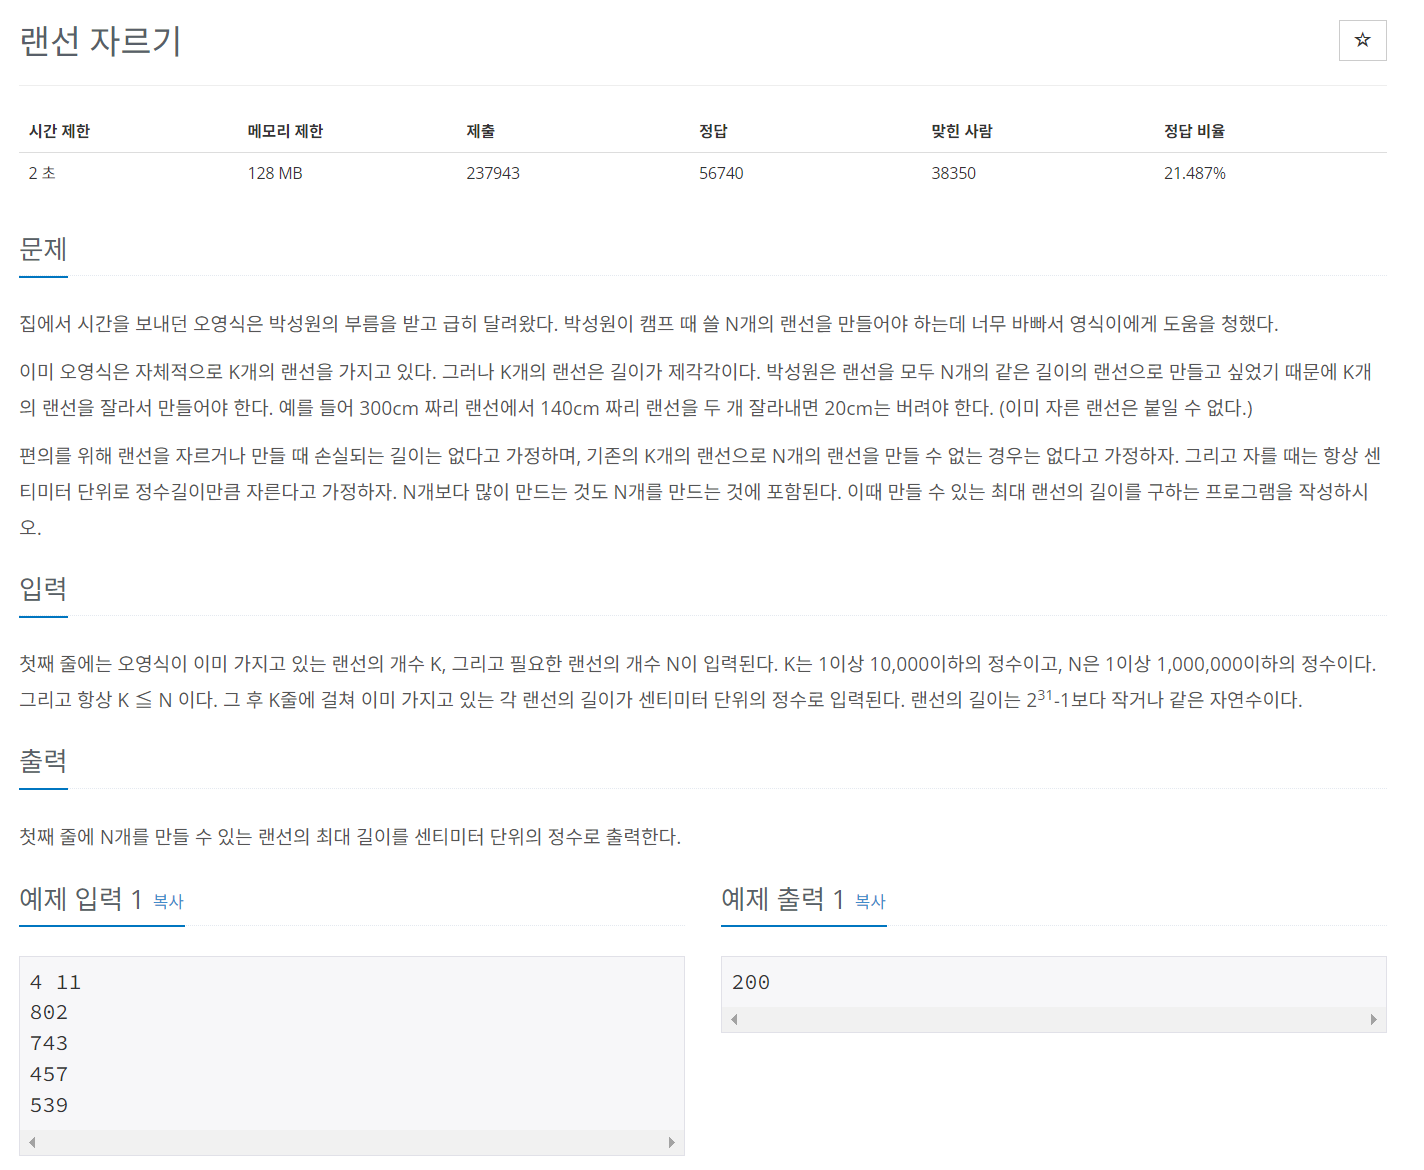 랜선 자르기
☆
시간 제한 메모리 제한 제출 정답 맞힌 사람 정답 비율
2 초 128 MB 237943 56740 38350 21.487%
문제
집에서 시간을 보내던 오영식은 박성원의 부름을 받고 급히 달려왔다. 박성원이 캠프 때 쓸 N개의 랜선을 만들어야 하는데 너무 바빠서 영식이에게 도움을 청했다.
이미 오영식은 자체적으로 K개의 랜선을 가지고 있다. 그러나 K개의 랜선은 길이가 제각각이다. 박성원은 랜선을 모두 N개의 같은 길이의 랜선으로 만들고 싶었기 때문에 K개
의 랜선을 잘라서 만들어야 한다. 예를 들어 300cm 짜리 랜선에서 140cm 짜리 랜선을 두 개 잘라내면 20cm는 버려야 한다. (이미 자른 랜선은 붙일 수 없다.)
편의를 위해 랜선을 자르거나 만들 때 손실되는 길이는 없다고 가정하며, 기존의 K개의 랜선으로 N개의 랜선을 만들 수 없는 경우는 없다고 가정하자. 그리고 자를 때는 항상 센
티미터 단위로 정수길이만큼 자른다고 가정하자. N개보다 많이 만드는 것도 N개를 만드는 것에 포함된다. 이때 만들 수 있는 최대 랜선의 길이를 구하는 프로그램을 작성하시
오.
입력
첫째 줄에는 오영식이 이미 가지고 있는 랜선의 개수 K, 그리고 필요한 랜선의 개수 N이 입력된다. K는 1이상 10,000이하의 정수이고, N은 1이상 1,000,000이하의 정수이다.
그리고 항상 K ≦ N 이다. 그 후 K줄에 걸쳐 이미 가지고 있는 각 랜선의 길이가 센티미터 단위의 정수로 입력된다. 랜선의 길이는 2³¹-1보다 작거나 같은 자연수이다.
출력
첫째 줄에 N개를 만들 수 있는 랜선의 최대 길이를 센티미터 단위의 정수로 출력한다.
예제 입력 1 복사
4 11
802
743
457
539
예제 출력 1 복사
200